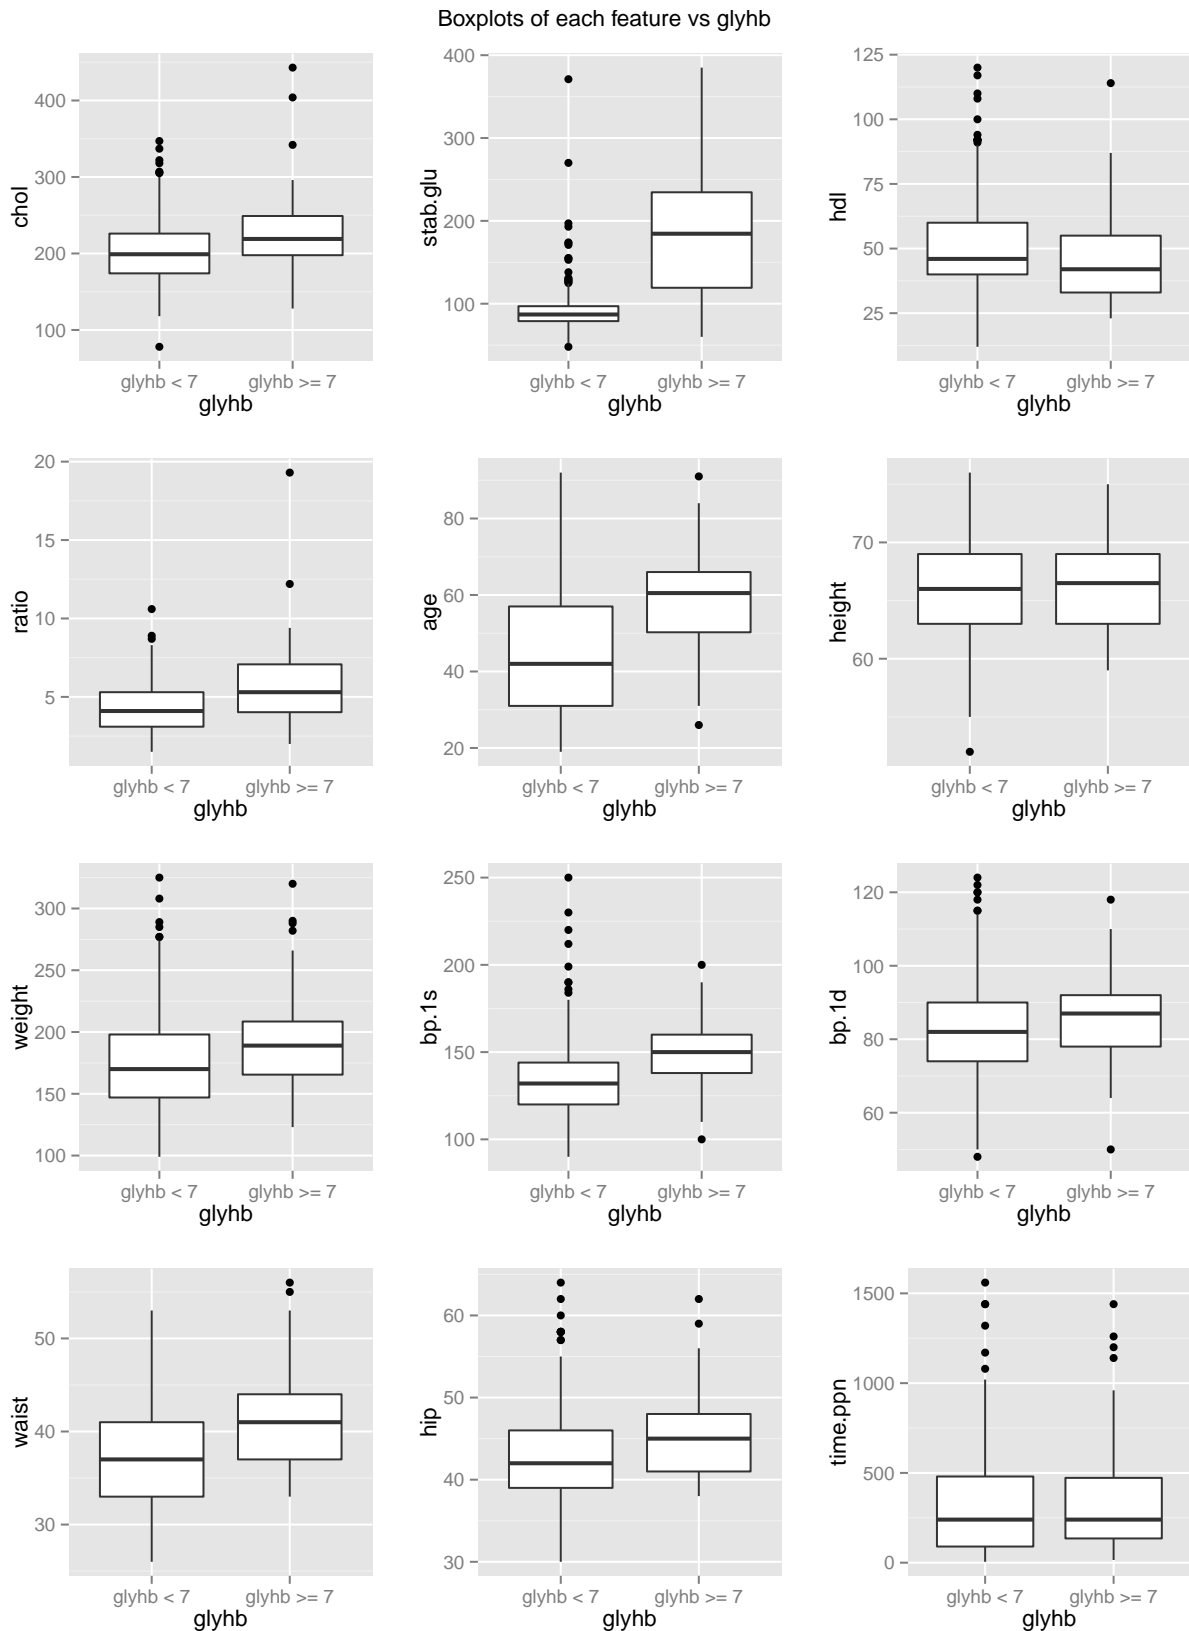 Boxplots of each feature vs glyhb
400
300
200
100
chol
glyhb < 7 glyhb >= 7
glyhb
400
300
200
100
stab.glu
glyhb < 7 glyhb >= 7
glyhb
125
100
75
50
25
hdl
glyhb < 7 glyhb >= 7
glyhb
20
15
10
5
ratio
glyhb < 7 glyhb >= 7
glyhb
80
60
40
20
age
glyhb < 7 glyhb >= 7
glyhb
70
60
height
glyhb < 7 glyhb >= 7
glyhb
300
250
200
150
100
weight
glyhb < 7 glyhb >= 7
glyhb
250
200
150
100
bp.1s
glyhb < 7 glyhb >= 7
glyhb
120
100
80
60
bp.1d
glyhb < 7 glyhb >= 7
glyhb
50
40
30
waist
glyhb < 7 glyhb >= 7
glyhb
60
50
40
30
hip
glyhb < 7 glyhb >= 7
glyhb
1500
1000
500
0
time.ppn
glyhb < 7 glyhb >= 7
glyhb